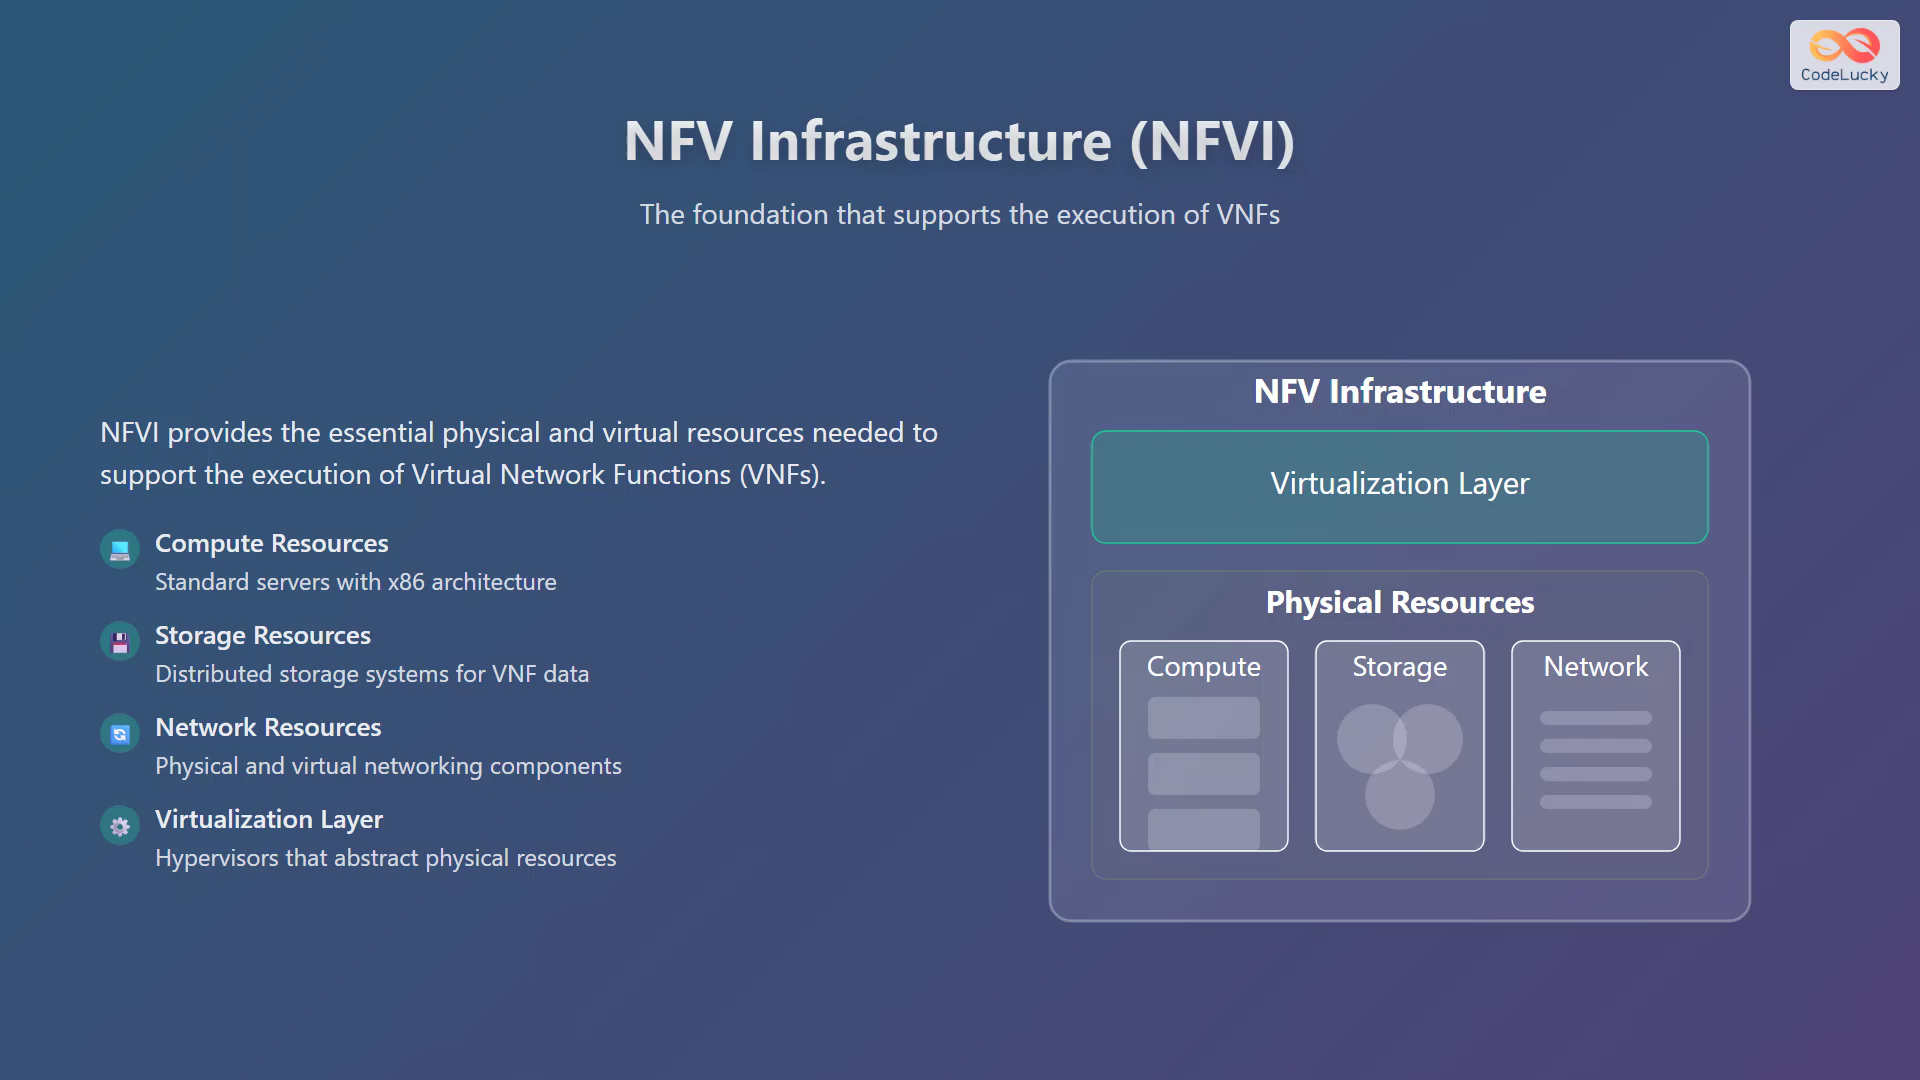 CodeLucky
NFV Infrastructure (NFVI)
The foundation that supports the execution of VNFs
NFVI provides the essential physical and virtual resources needed to
support the execution of Virtual Network Functions (VNFs).
Compute Resources
Standard servers with x86 architecture
Storage Resources
Distributed storage systems for VNF data
Network Resources
Physical and virtual networking components
Virtualization Layer
Hypervisors that abstract physical resources
NFV Infrastructure
Virtualization Layer
Physical Resources
Compute
Storage
Network